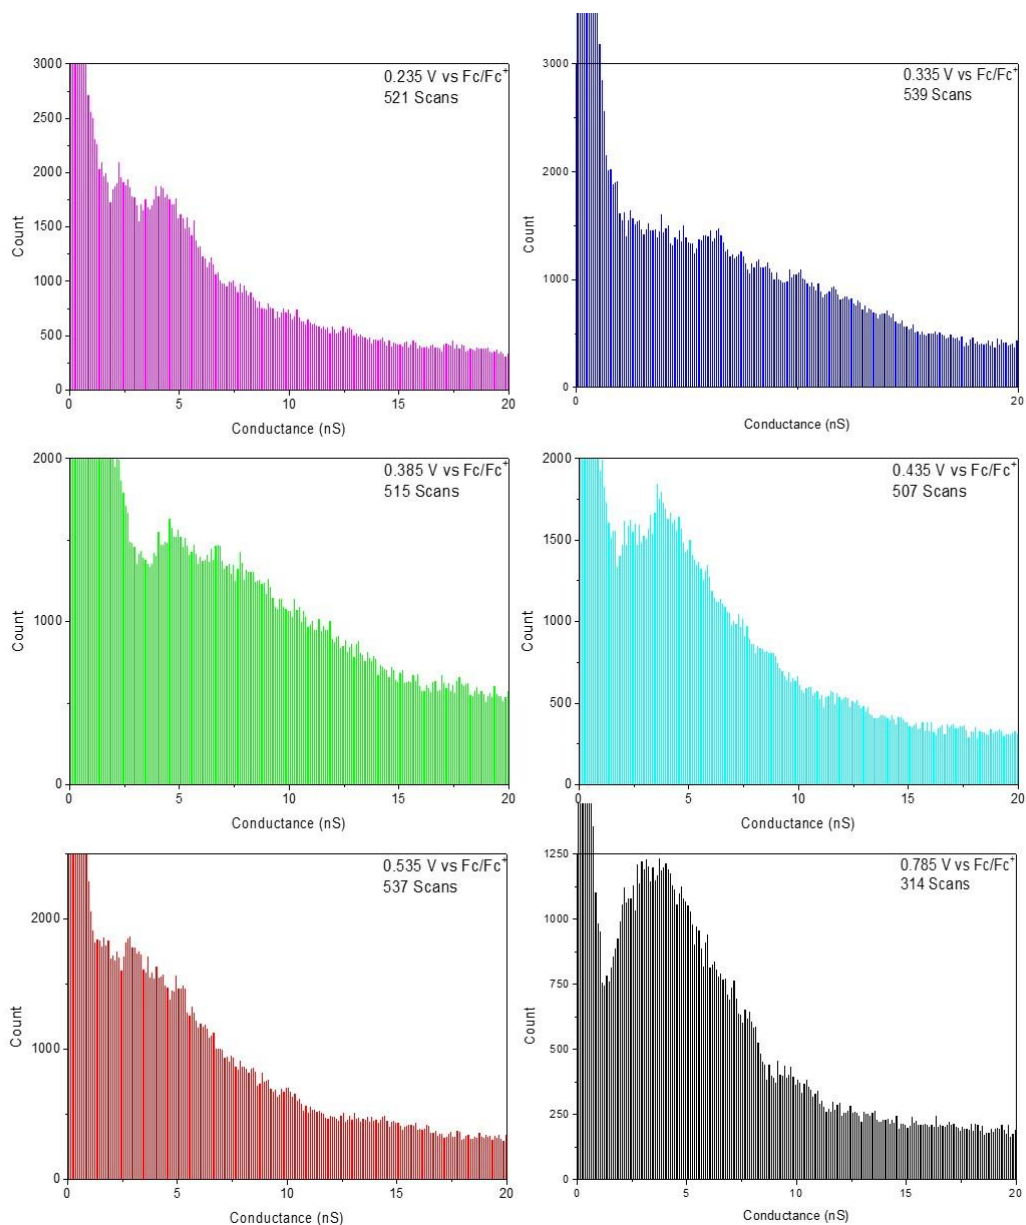 0.235 V vs Fc/Fc⁺
521 Scans
3000
2500
2000
1500
1000
500
0
Count
0
5
10
15
20
Conductance (nS)
0.335 V vs Fc/Fc⁺
539 Scans
3000
2000
1000
0
Count
0
20
Conductance (nS)
0.385 V vs Fc/Fc⁺
515 Scans
2000
1500
1000
500
0
Count
0
5
10
15
20
Conductance (nS)
0.435 V vs Fc/Fc⁺
507 Scans
2000
1500
1000
500
0
Count
0
5
10
15
20
Conductance (nS)
0.535 V vs Fc/Fc⁺
537 Scans
2000
1000
0
Count
0
5
10
15
20
Conductance (nS)
0.785 V vs Fc/Fc⁺
314 Scans
1250
1000
750
500
250
0
Count
0
5
10
15
20
Conductance (nS)